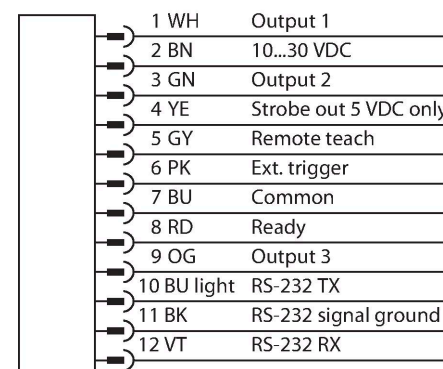 1 WH Output 1
2 BN 10...30 VDC
3 GN Output 2
4 YE Strobe out 5 VDC only
5 GY Remote teach
6 PK Ext. trigger
7 BU Common
8 RD Ready
9 OG Output 3
10 BU light RS-232 TX
11 BK RS-232 signal ground
12 VT RS-232 RX